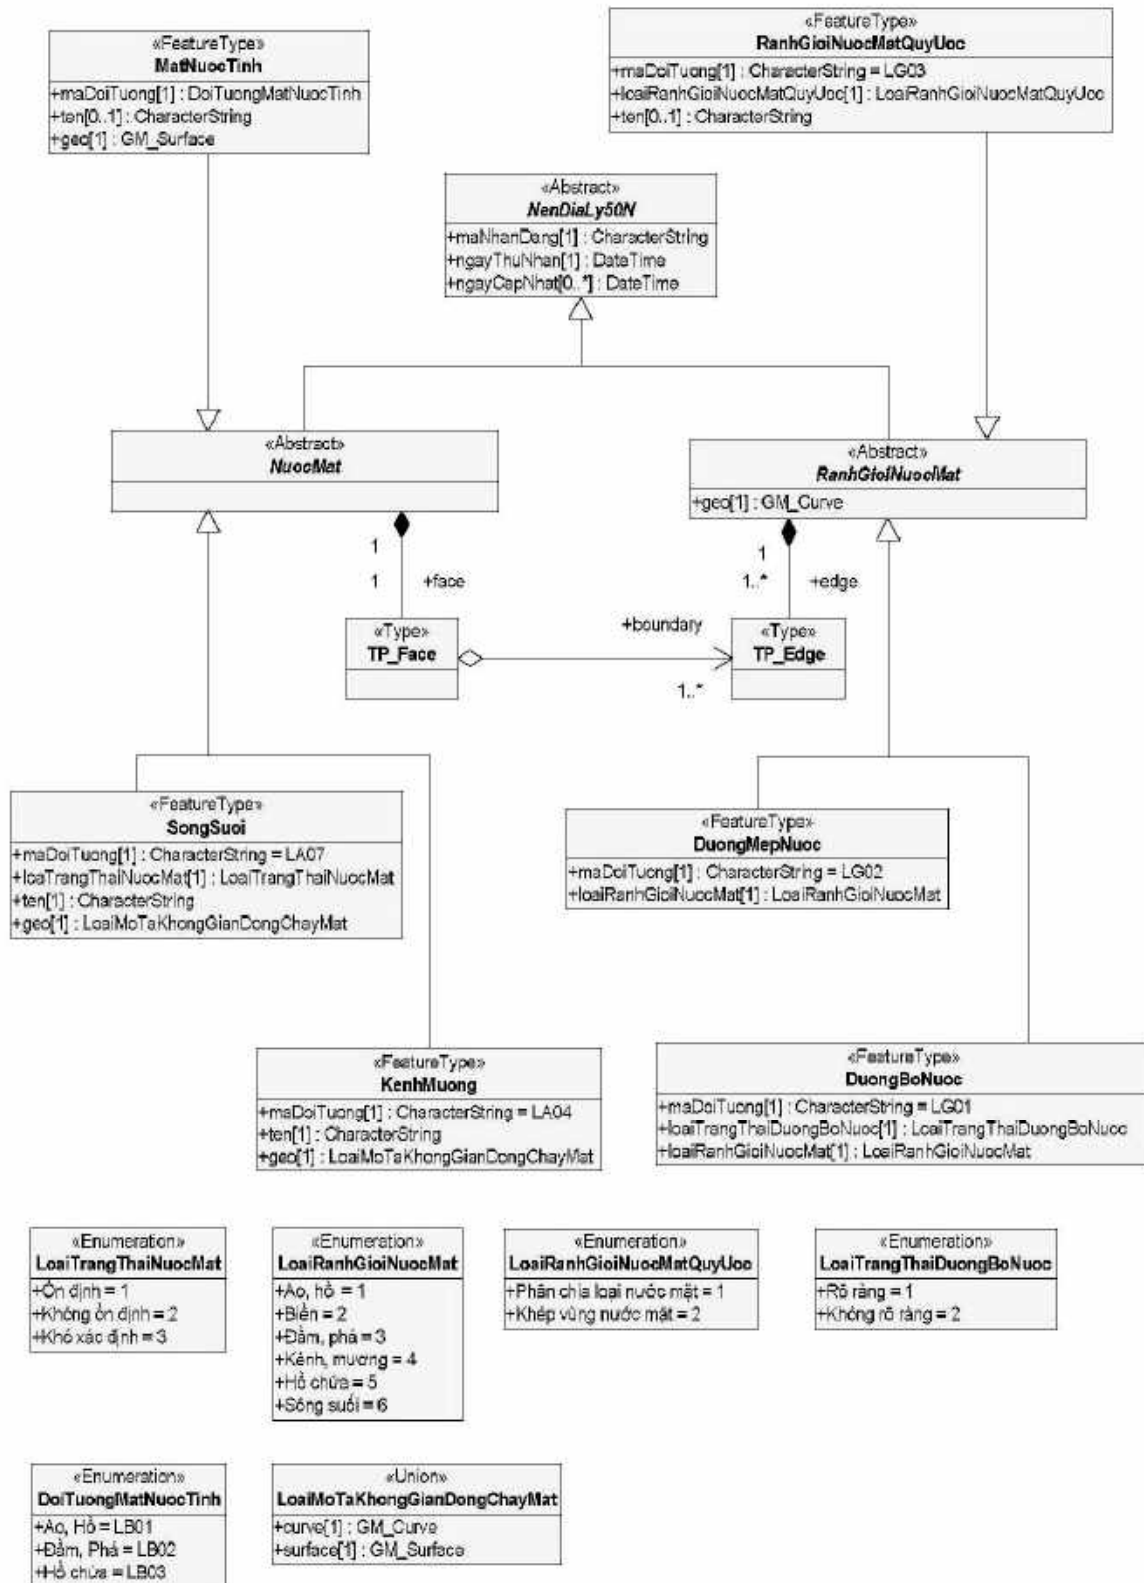 «FeatureType»
MatNuocTinh
+maDoiTuong[1] : DoiTuongMatNuocTinh
+ten[0..1] : CharacterString
+geo[1] : GM_Surface
«FeatureType»
RanhGioiNuocMatQuyUoc
+maDoiTuong[1] : CharacterString = LG03
+loaiRanhGioiNuocMatQuyUoc[1] : LoaiRanhGioiNuocMatQuyUoc
+ten[0..1] : CharacterString
«Abstract»
NenDiaLy50N
+maNhanDang[1] : CharacterString
+ngayThuNhan[1] : DateTime
+ngayCapNhat[0..*] : DateTime
«Abstract»
NuocMat
«Abstract»
RanhGioiNuocMat
+geo[1] : GM_Curve
1
1
+face
1
1..*
+edge
«Type»
TP_Face
+boundary
1..*
«Type»
TP_Edge
«FeatureType»
SongSuoi
+maDoiTuong[1] : CharacterString = LA07
+loaTrangThaiNuocMat[1] : LoaiTrangThaiNuocMat
+ten[1] : CharacterString
+geo[1] : LoaiMoTaKhongGianDongChayMat
«FeatureType»
DuongMepNuoc
+maDoiTuong[1] : CharacterString = LG02
+loaiRanhGioiNuocMat[1] : LoaiRanhGioiNuocMat
«FeatureType»
KenhMuong
+maDoiTuong[1] : CharacterString = LA04
+ten[1] : CharacterString
+geo[1] : LoaiMoTaKhongGianDongChayMat
«FeatureType»
DuongBoNuoc
+maDoiTuong[1] : CharacterString = LG01
+loaiTrangThaiDuongBoNuoc[1] : LoaiTrangThaiDuongBoNuoc
+loaiRanhGioiNuocMat[1] : LoaiRanhGioiNuocMat
«Enumeration»
LoaiTrangThaiNuocMat
+Ổn định = 1
+Không ổn định = 2
+Khó xác định = 3
«Enumeration»
LoaiRanhGioiNuocMat
+Ao, hồ = 1
+Biển = 2
+Đầm, phá = 3
+Kênh, mương = 4
+Hồ chứa = 5
+Sông suối = 6
«Enumeration»
LoaiRanhGioiNuocMatQuyUoc
+Phân chia loại nước mặt = 1
+Khép vùng nước mặt = 2
«Enumeration»
LoaiTrangThaiDuongBoNuoc
+Rõ ràng = 1
+Không rõ ràng = 2
«Enumeration»
DoiTuongMatNuocTinh
+Ao, Hồ = LB01
+Đầm, Phá = LB02
+Hồ chứa = LB03
«Union»
LoaiMoTaKhongGianDongChayMat
+curve[1] : GM_Curve
+surface[1] : GM_Surface